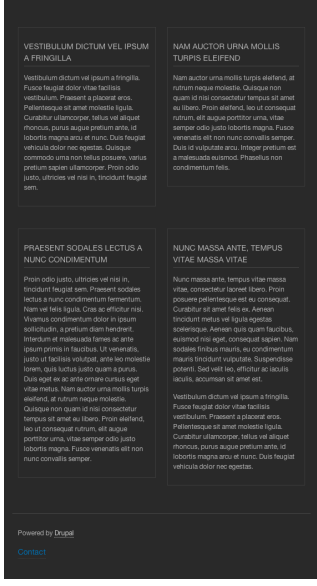 VESTIBULUM DICTUM VEL IPSUM
A FRINGILLA
Vestibulum dictum vel ipsum a fringilla.
Fusce feugiat dolor vitae facilisis
vestibulum. Praesent a placerat eros.
Pellentesque sit amet molestie ligula.
Curabitur ullamcorper, tellus vel aliquet
rhoncus, purus augue pretium ante, id
lobortis magna arcu et nunc. Duis feugiat
vehicula dolor nec egestas. Quisque
commodo urna non tellus posuere, varius
pretium sapien ullamcorper. Proin odio
justo, ultricies vel nisi in, tincidunt feugiat
sem.
NAM AUCTOR URNA MOLLIS
TURPIS ELEIFEND
Nam auctor urna mollis turpis eleifend, at
rutrum neque molestie. Quisque non
quam id nisi consectetur tempus sit amet
eu libero. Proin eleifend, leo ut consequat
rutrum, elit augue porttitor urna, vitae
semper odio justo lobortis magna. Fusce
venenatis elit non nunc convallis semper.
Duis id vulputate arcu. Integer pretium est
a malesuada euismod. Phasellus non
condimentum felis.
PRAESENT SODALES LECTUS A
NUNC CONDIMENTUM
Proin odio justo, ultricies vel nisi in,
tincidunt feugiat sem. Praesent sodales
lectus a nunc condimentum fermentum.
Nam vel felis ligula. Cras ac efficitur nisi.
Vivamus condimentum dolor in ipsum
sollicitudin, a pretium diam hendrerit.
Interdum et malesuada fames ac ante
ipsum primis in faucibus. Ut venenatis,
justo ut facilisis volutpat, ante leo molestie
lorem, quis luctus justo quam a purus.
Duis eget ex ac ante ornare cursus eget
vitae metus. Nam auctor urna mollis turpis
eleifend, at rutrum neque molestie.
Quisque non quam id nisi consectetur
tempus sit amet eu libero. Proin eleifend,
leo ut consequat rutrum, elit augue
porttitor urna, vitae semper odio justo
lobortis magna. Fusce venenatis elit non
nunc convallis semper.
NUNC MASSA ANTE, TEMPUS
VITAE MASSA VITAE
Nunc massa ante, tempus vitae massa
vitae, consectetur laoreet libero. Proin
posuere pellentesque est eu consequat.
Curabitur sit amet felis ex. Aenean
tincidunt metus vel ligula egestas
scelerisque. Aenean quis quam faucibus,
euismod nisi eget, consequat sapien. Nam
sodales finibus mauris, eu condimentum
mauris tincidunt vulputate. Suspendisse
potenti. Sed velit leo, efficitur ac iaculis
iaculis, accumsan sit amet est.
Vestibulum dictum vel ipsum a fringilla.
Fusce feugiat dolor vitae facilisis
vestibulum. Praesent a placerat eros.
Pellentesque sit amet molestie ligula.
Curabitur ullamcorper, tellus vel aliquet
rhoncus, purus augue pretium ante, id
lobortis magna arcu et nunc. Duis feugiat
vehicula dolor nec egestas.
Powered by Drupal
Contact